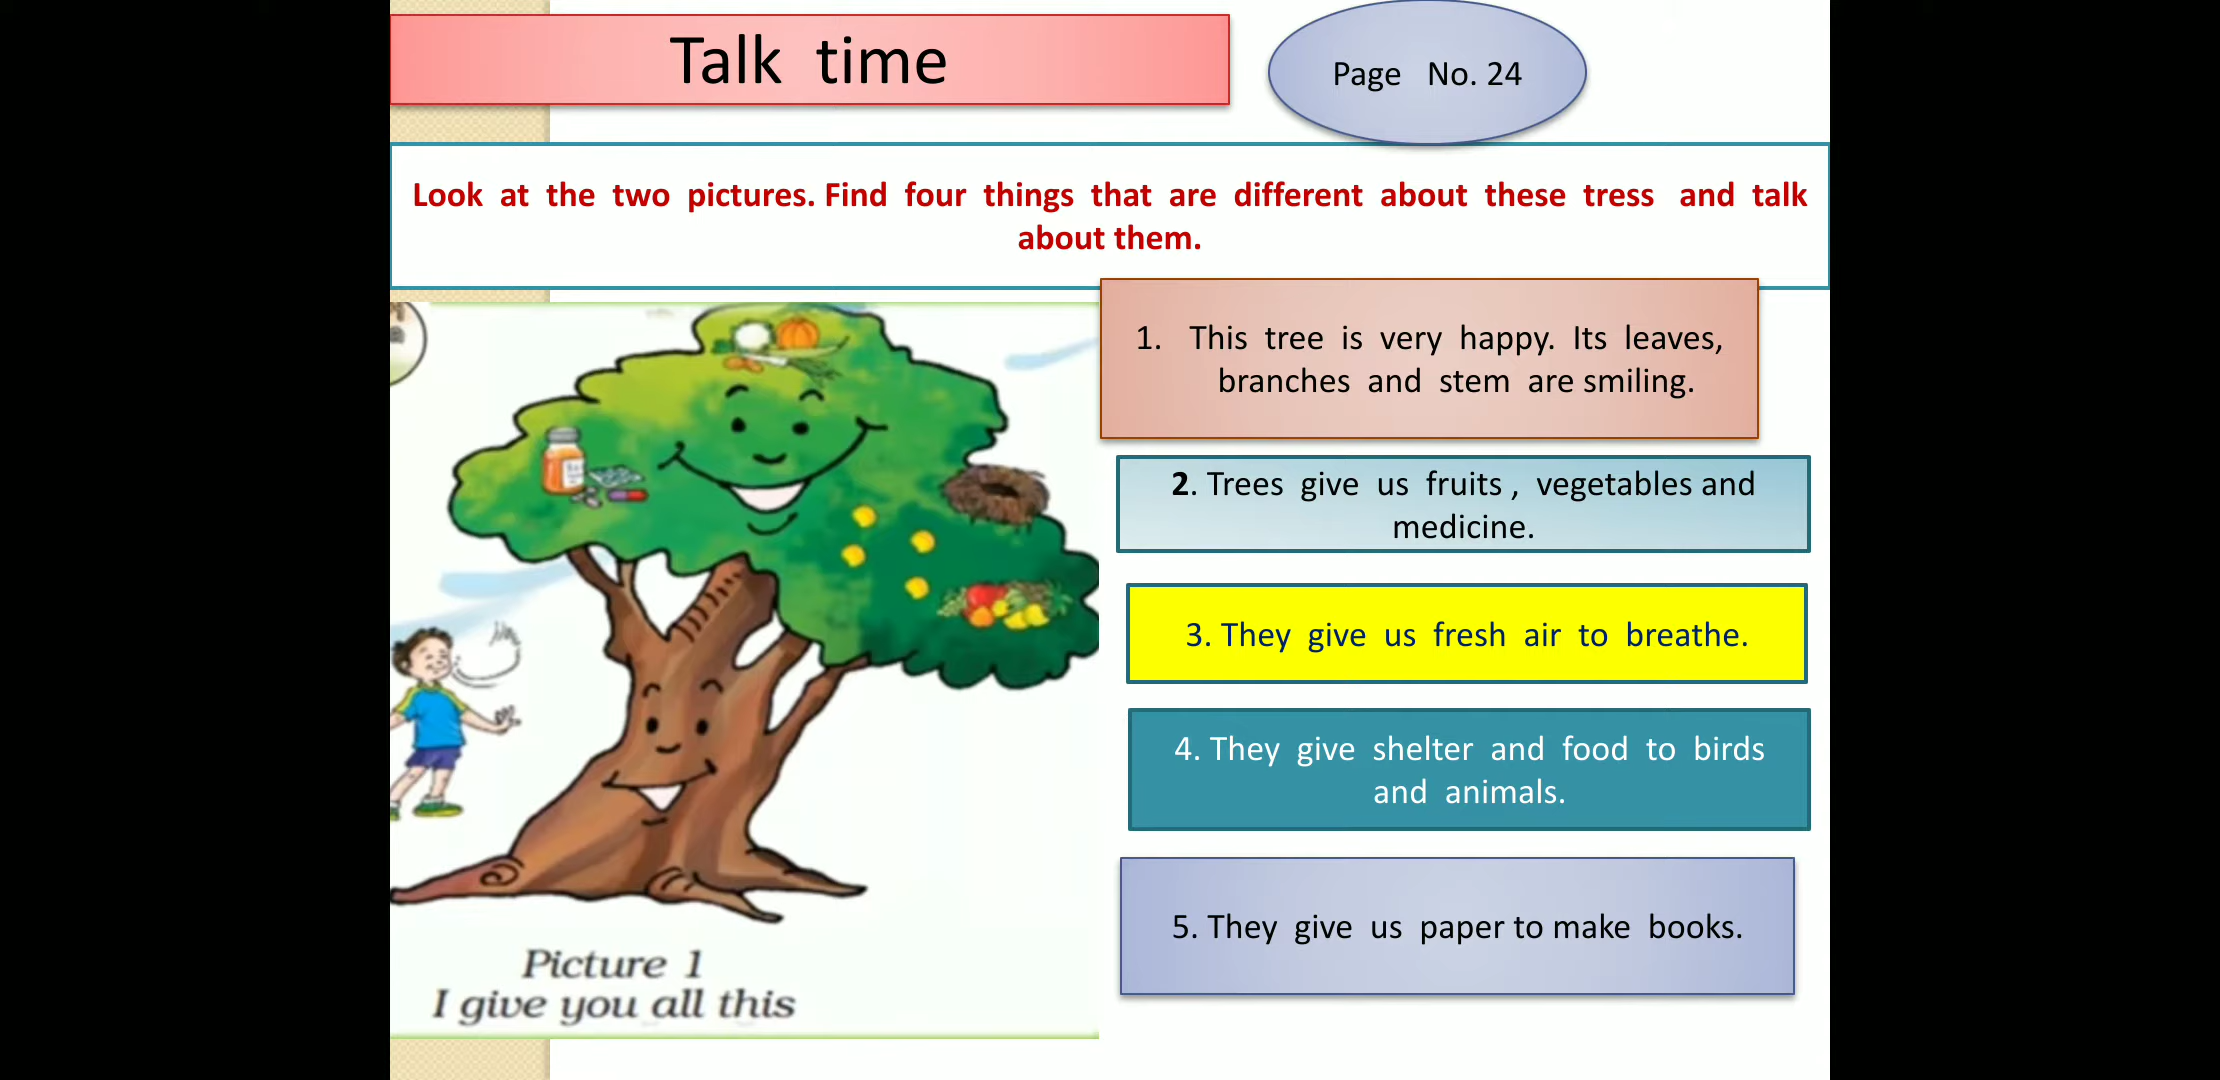 Talk time
Page No. 24
Look at the two pictures. Find four things that are different about these tress and talk
about them.
1. This tree is very happy. Its leaves,
branches and stem are smiling.
2. Trees give us fruits , vegetables and
medicine.
3. They give us fresh air to breathe.
4. They give shelter and food to birds
and animals.
5. They give us paper to make books.
Picture 1
I give you all this